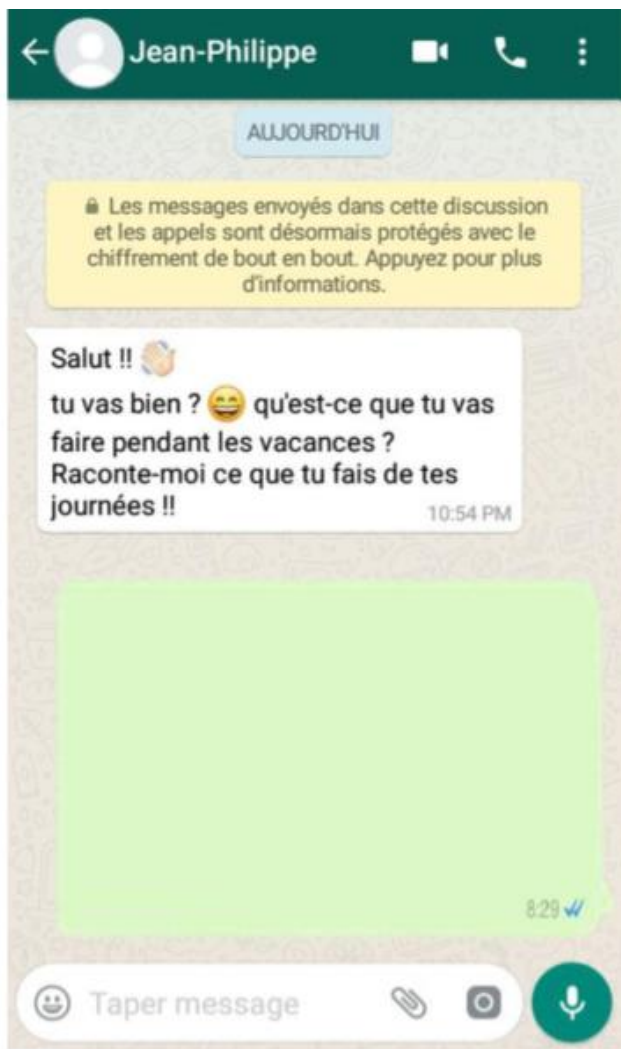 Jean-Philippe
AUJOURD'HUI
Les messages envoyés dans cette discussion
et les appels sont désormais protégés avec le
chiffrement de bout en bout. Appuyez pour plus
d'informations.
Salut !! 👋🏻
tu vas bien ? 😄 qu'est-ce que tu vas
faire pendant les vacances ?
Raconte-moi ce que tu fais de tes
journées !!
10:54 PM
8:29
Taper message